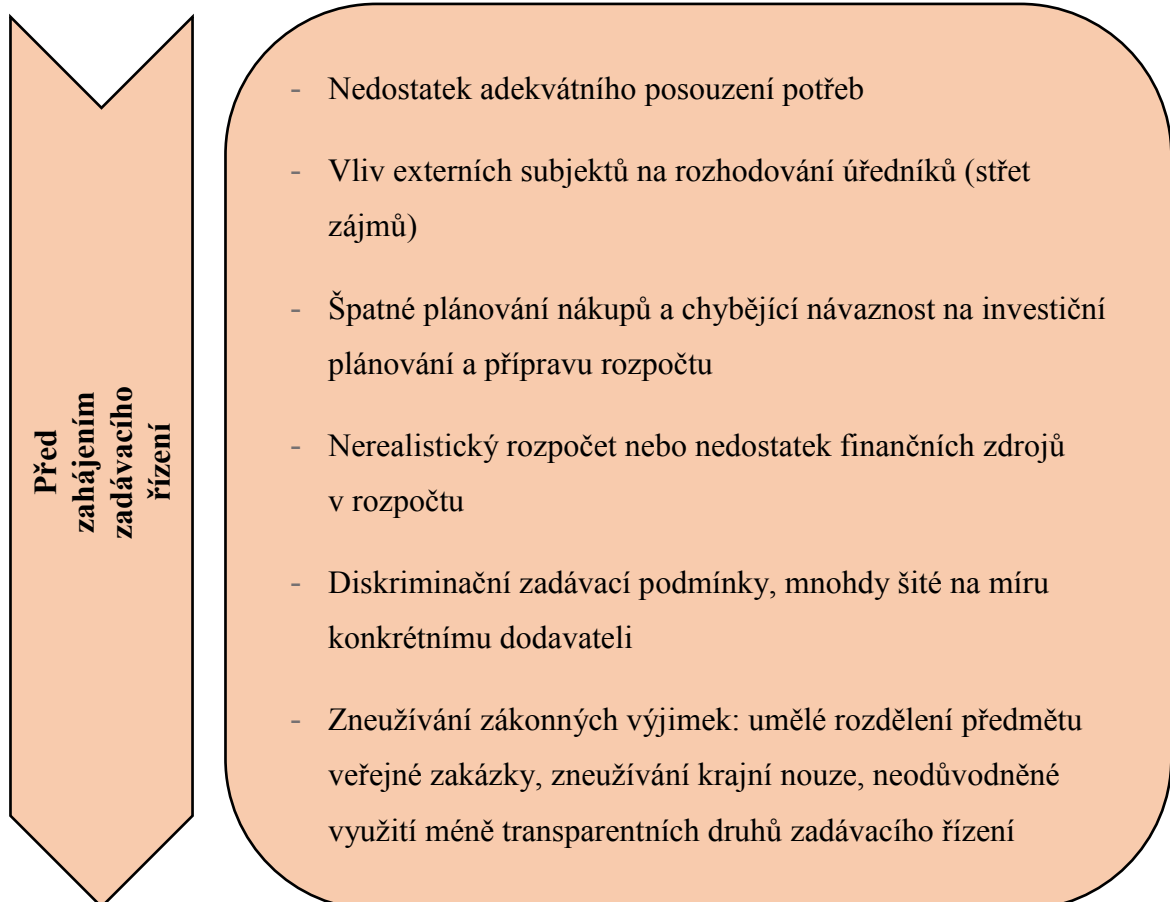 Před
zahájením
zadávacího
řízení
- Nedostatek adekvátního posouzení potřeb
- Vliv externích subjektů na rozhodování úředníků (střet
zájmů)
- Špatné plánování nákupů a chybějící návaznost na investiční
plánování a přípravu rozpočtu
- Nerealistický rozpočet nebo nedostatek finančních zdrojů
v rozpočtu
- Diskriminační zadávací podmínky, mnohdy šité na míru
konkrétnímu dodavateli
- Zneužívání zákonných výjimek: umělé rozdělení předmětu
veřejné zakázky, zneužívání krajní nouze, neodůvodněné
využití méně transparentních druhů zadávacího řízení